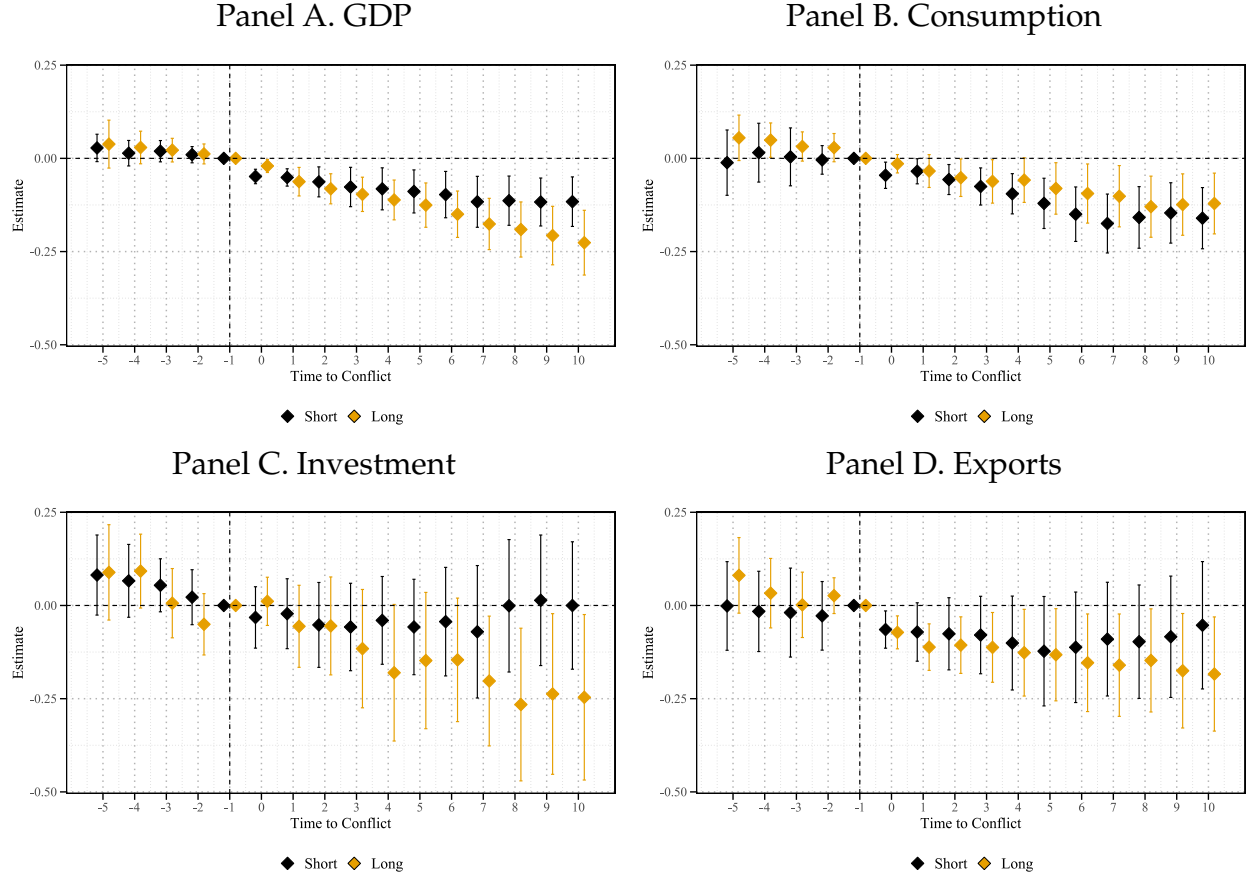 Panel A. GDP
0.25
0.00
-0.25
-0.50
Estimate
-5 -4 -3 -2 -1 0 1 2 3 4 5 6 7 8 9 10
Time to Conflict
Short Long
Panel B. Consumption
0.25
0.00
-0.25
-0.50
Estimate
-5 -4 -3 -2 -1 0 1 2 3 4 5 6 7 8 9 10
Time to Conflict
Short Long
Panel C. Investment
0.25
0.00
-0.25
-0.50
Estimate
-5 -4 -3 -2 -1 0 1 2 3 4 5 6 7 8 9 10
Time to Conflict
Short Long
Panel D. Exports
0.25
0.00
-0.25
-0.50
Estimate
-5 -4 -3 -2 -1 0 1 2 3 4 5 6 7 8 9 10
Time to Conflict
Short Long